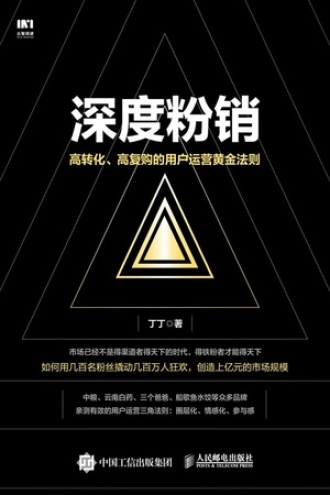 深度粉销
高转化、高复购的用户运营黄金法则
丁丁◎著
市场已经不是得渠道者得天下的时代,得铁粉者才能得天下
如何用几百名粉丝撬动几百万人狂欢,创造上亿元的市场规模
中粮、云南白药、三个爸爸、船歌鱼水饺等众多品牌
亲测有效的用户运营三角法则:圈层化、情感化、参与感
中国工信出版集团
人民邮电出版社